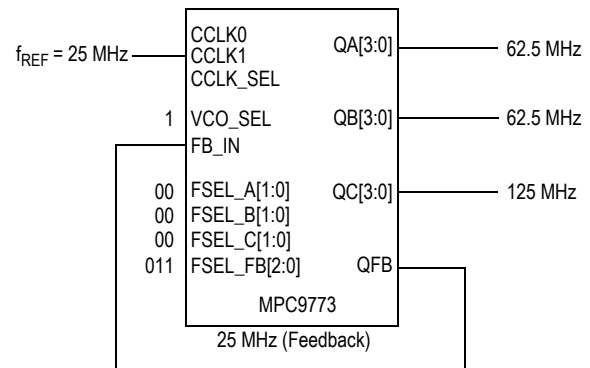 fREF = 25 MHz
CCLK0
CCLK1
CCLK_SEL
1 VCO_SEL
FB_IN
00 FSEL_A[1:0]
00 FSEL_B[1:0]
00 FSEL_C[1:0]
011 FSEL_FB[2:0]
QA[3:0] 62.5 MHz
QB[3:0] 62.5 MHz
QC[3:0] 125 MHz
QFB
MPC9773
25 MHz (Feedback)